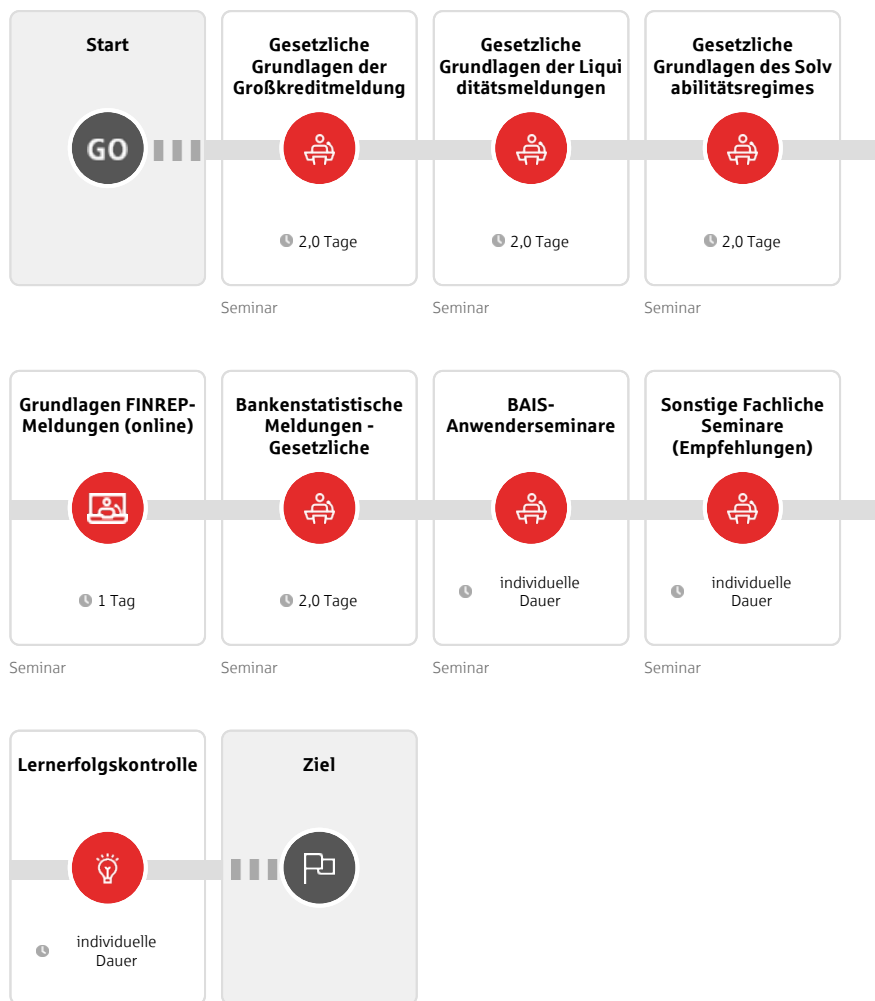 Start
GO
Gesetzliche
Grundlagen der
Großkreditmeldung
2,0 Tage
Seminar
Gesetzliche
Grundlagen der Liqui
ditätsmeldungen
2,0 Tage
Seminar
Gesetzliche
Grundlagen des Solv
abilitätsregimes
2,0 Tage
Seminar
Grundlagen FINREP-
Meldungen (online)
1 Tag
Seminar
Bankenstatistische
Meldungen -
Gesetzliche
2,0 Tage
Seminar
BAIS-
Anwenderseminare
individuelle
Dauer
Seminar
Sonstige Fachliche
Seminare
(Empfehlungen)
individuelle
Dauer
Seminar
Lernerfolgskontrolle
individuelle
Dauer
Ziel